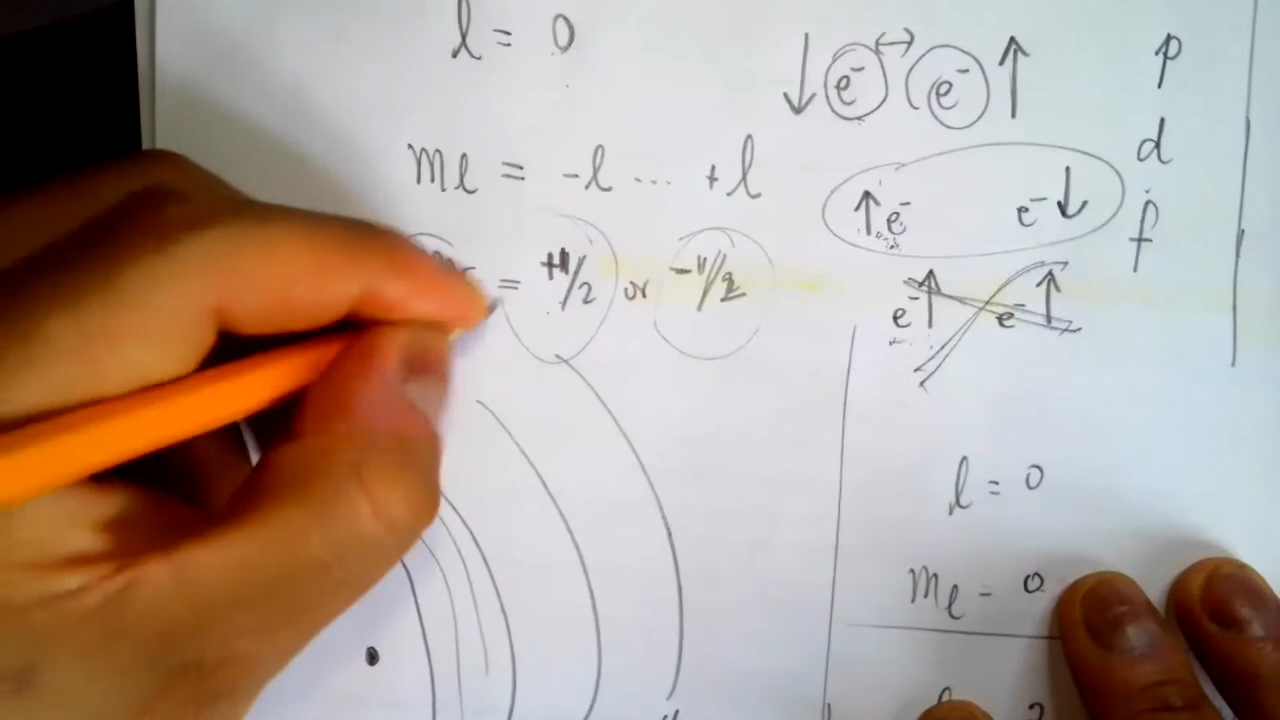 l = 0
ml = -l ... +l
= +1/2 or -1/2
↓ e⁻ ↔ e⁻ ↑
↑ e⁻ e⁻ ↓
e⁻ ↑ e⁻ ↑
p
d
f
l = 0
ml = 0